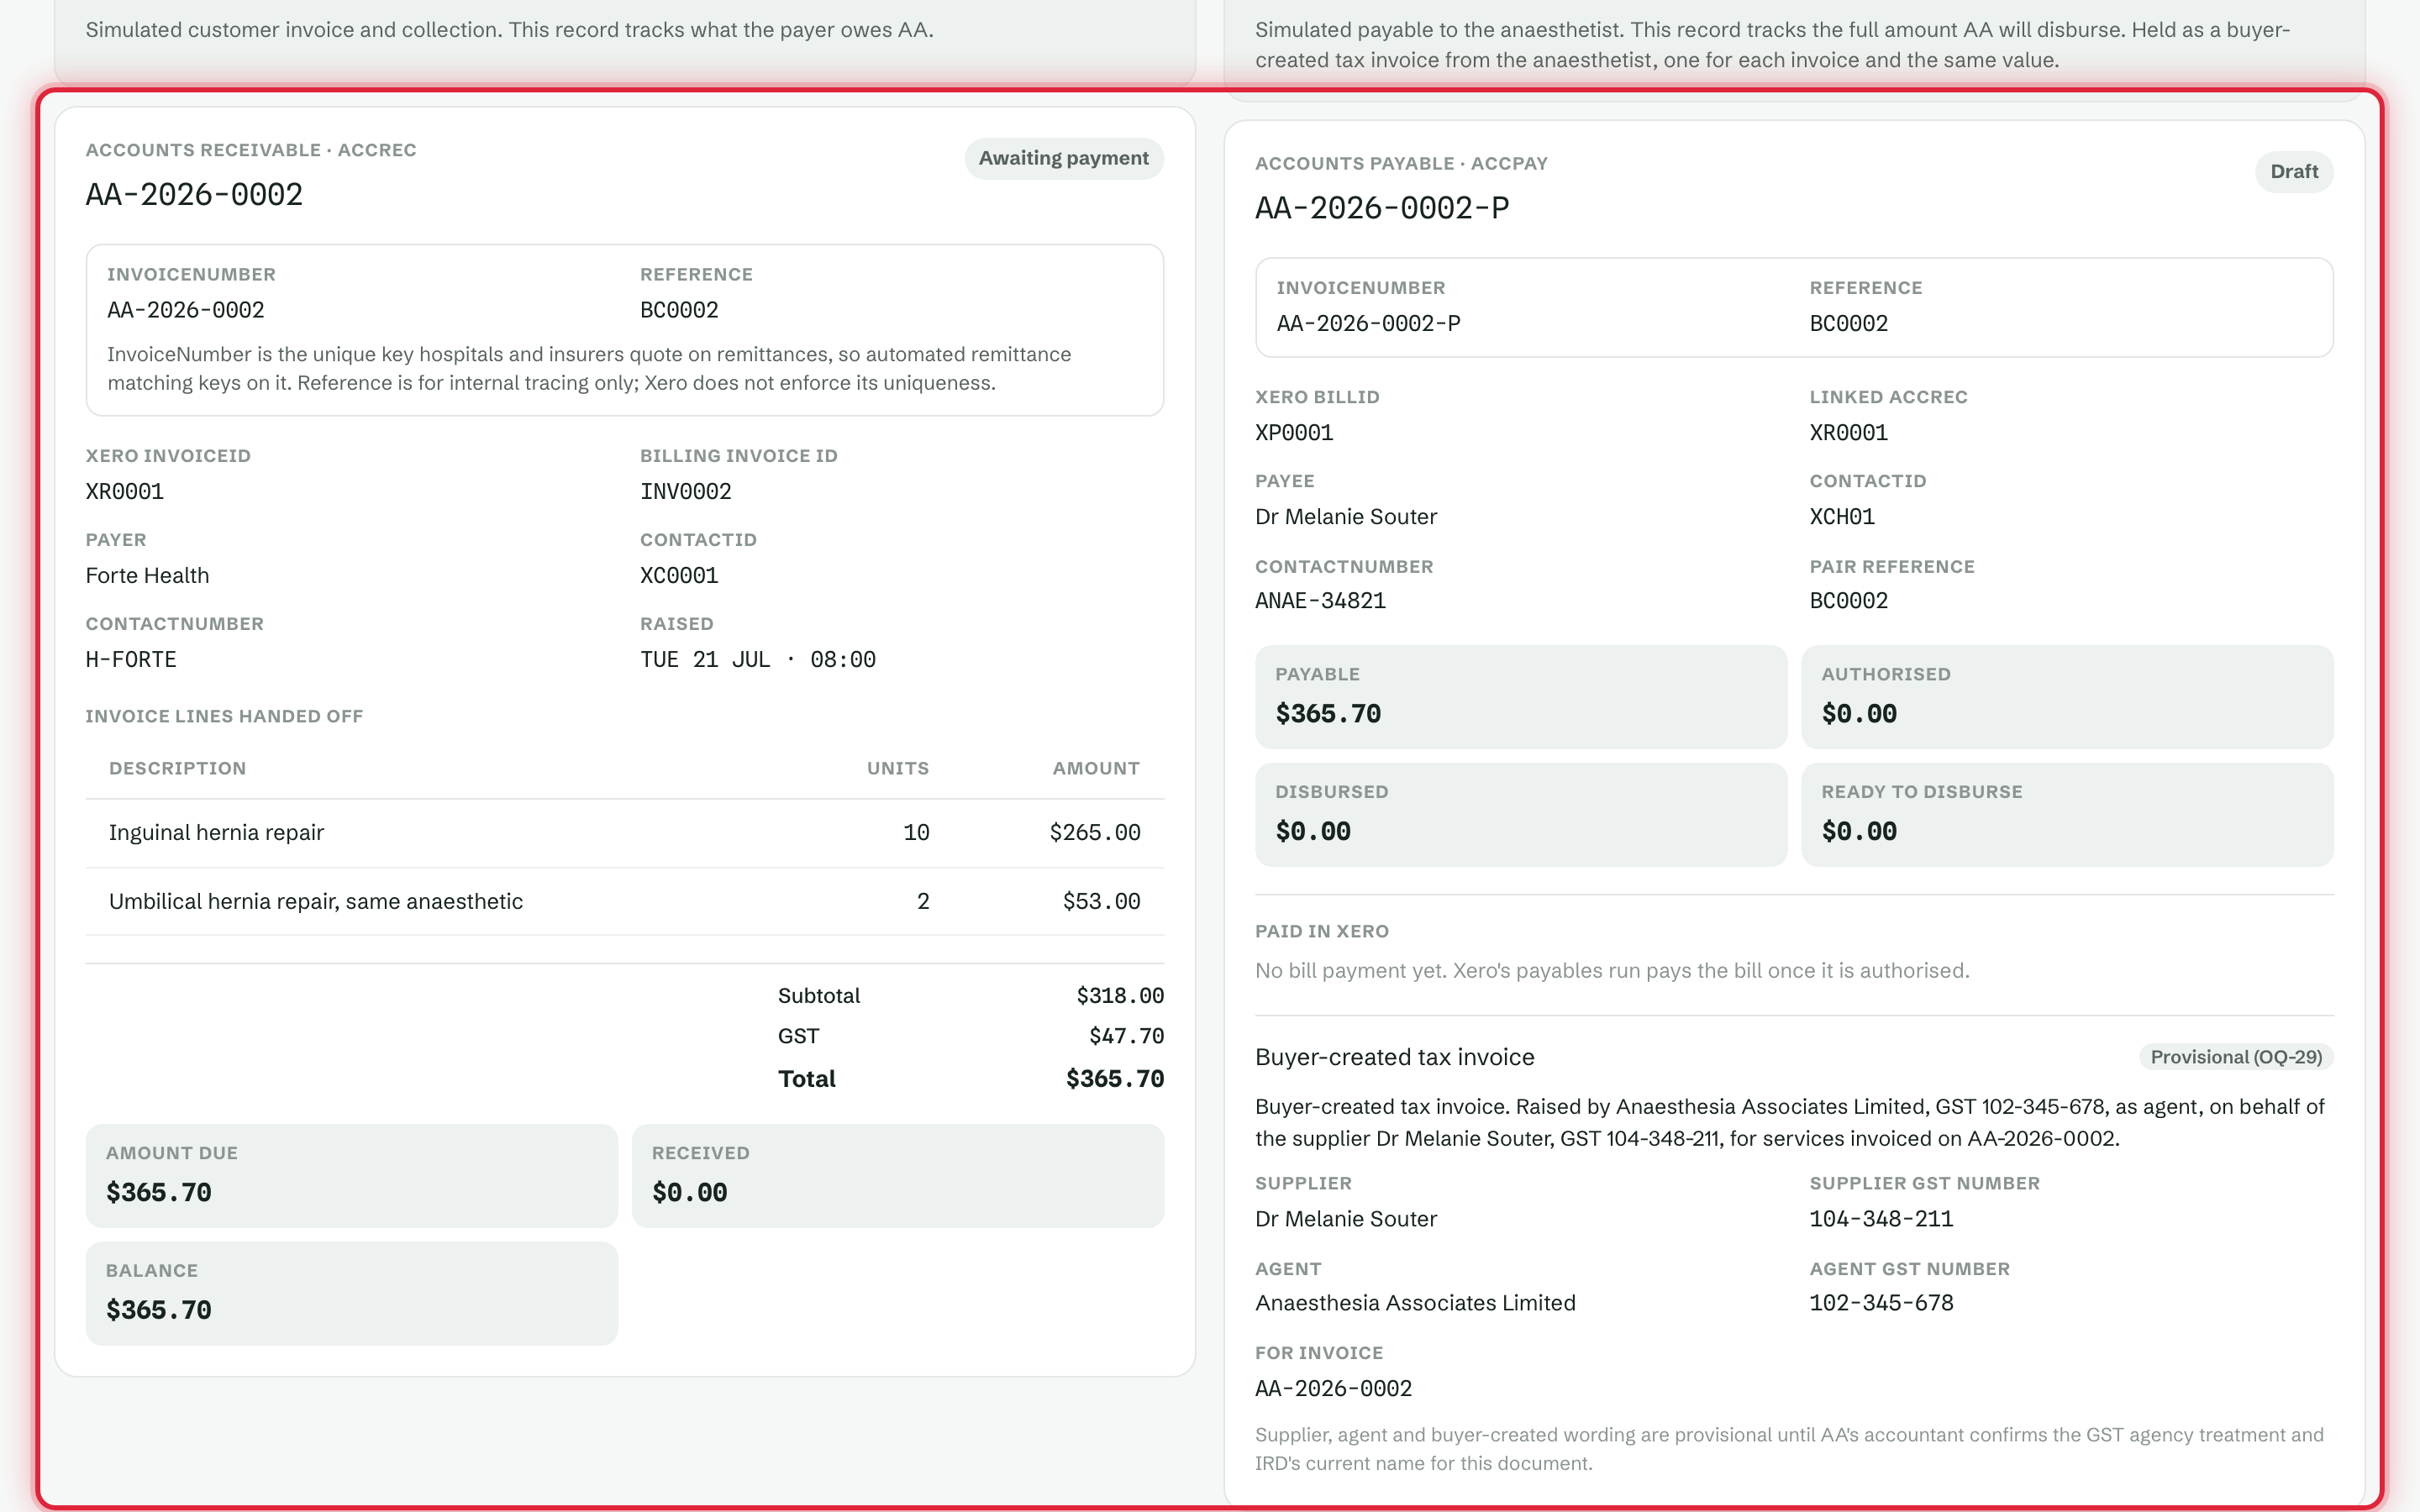 Simulated customer invoice and collection. This record tracks what the payer owes AA.
ACCOUNTS RECEIVABLE · ACCREC
Awaiting payment
AA-2026-0002
INVOICENUMBER
REFERENCE
AA-2026-0002
BC0002
InvoiceNumber is the unique key hospitals and insurers quote on remittances, so automated remittance
matching keys on it. Reference is for internal tracing only; Xero does not enforce its uniqueness.
XERO INVOICEID
BILLING INVOICE ID
XR0001
INV0002
PAYER
CONTACTID
Forte Health
XC0001
CONTACTNUMBER
RAISED
H-FORTE
TUE 21 JUL · 08:00
INVOICE LINES HANDED OFF
DESCRIPTION UNITS AMOUNT
Inguinal hernia repair 10 $265.00
Umbilical hernia repair, same anaesthetic 2 $53.00
Subtotal $318.00
GST $47.70
Total $365.70
AMOUNT DUE
$365.70
RECEIVED
$0.00
BALANCE
$365.70
Simulated payable to the anaesthetist. This record tracks the full amount AA will disburse. Held as a buyer-
created tax invoice from the anaesthetist, one for each invoice and the same value.
ACCOUNTS PAYABLE · ACCPAY
Draft
AA-2026-0002-P
INVOICENUMBER
REFERENCE
AA-2026-0002-P
BC0002
XERO BILLID
LINKED ACCREC
XP0001
XR0001
PAYEE
CONTACTID
Dr Melanie Souter
XCH01
CONTACTNUMBER
PAIR REFERENCE
ANAE-34821
BC0002
PAYABLE
$365.70
AUTHORISED
$0.00
DISBURSED
$0.00
READY TO DISBURSE
$0.00
PAID IN XERO
No bill payment yet. Xero's payables run pays the bill once it is authorised.
Buyer-created tax invoice
Provisional (OQ-29)
Buyer-created tax invoice. Raised by Anaesthesia Associates Limited, GST 102-345-678, as agent, on behalf of
the supplier Dr Melanie Souter, GST 104-348-211, for services invoiced on AA-2026-0002.
SUPPLIER
SUPPLIER GST NUMBER
Dr Melanie Souter
104-348-211
AGENT
AGENT GST NUMBER
Anaesthesia Associates Limited
102-345-678
FOR INVOICE
AA-2026-0002
Supplier, agent and buyer-created wording are provisional until AA's accountant confirms the GST agency treatment and
IRD's current name for this document.